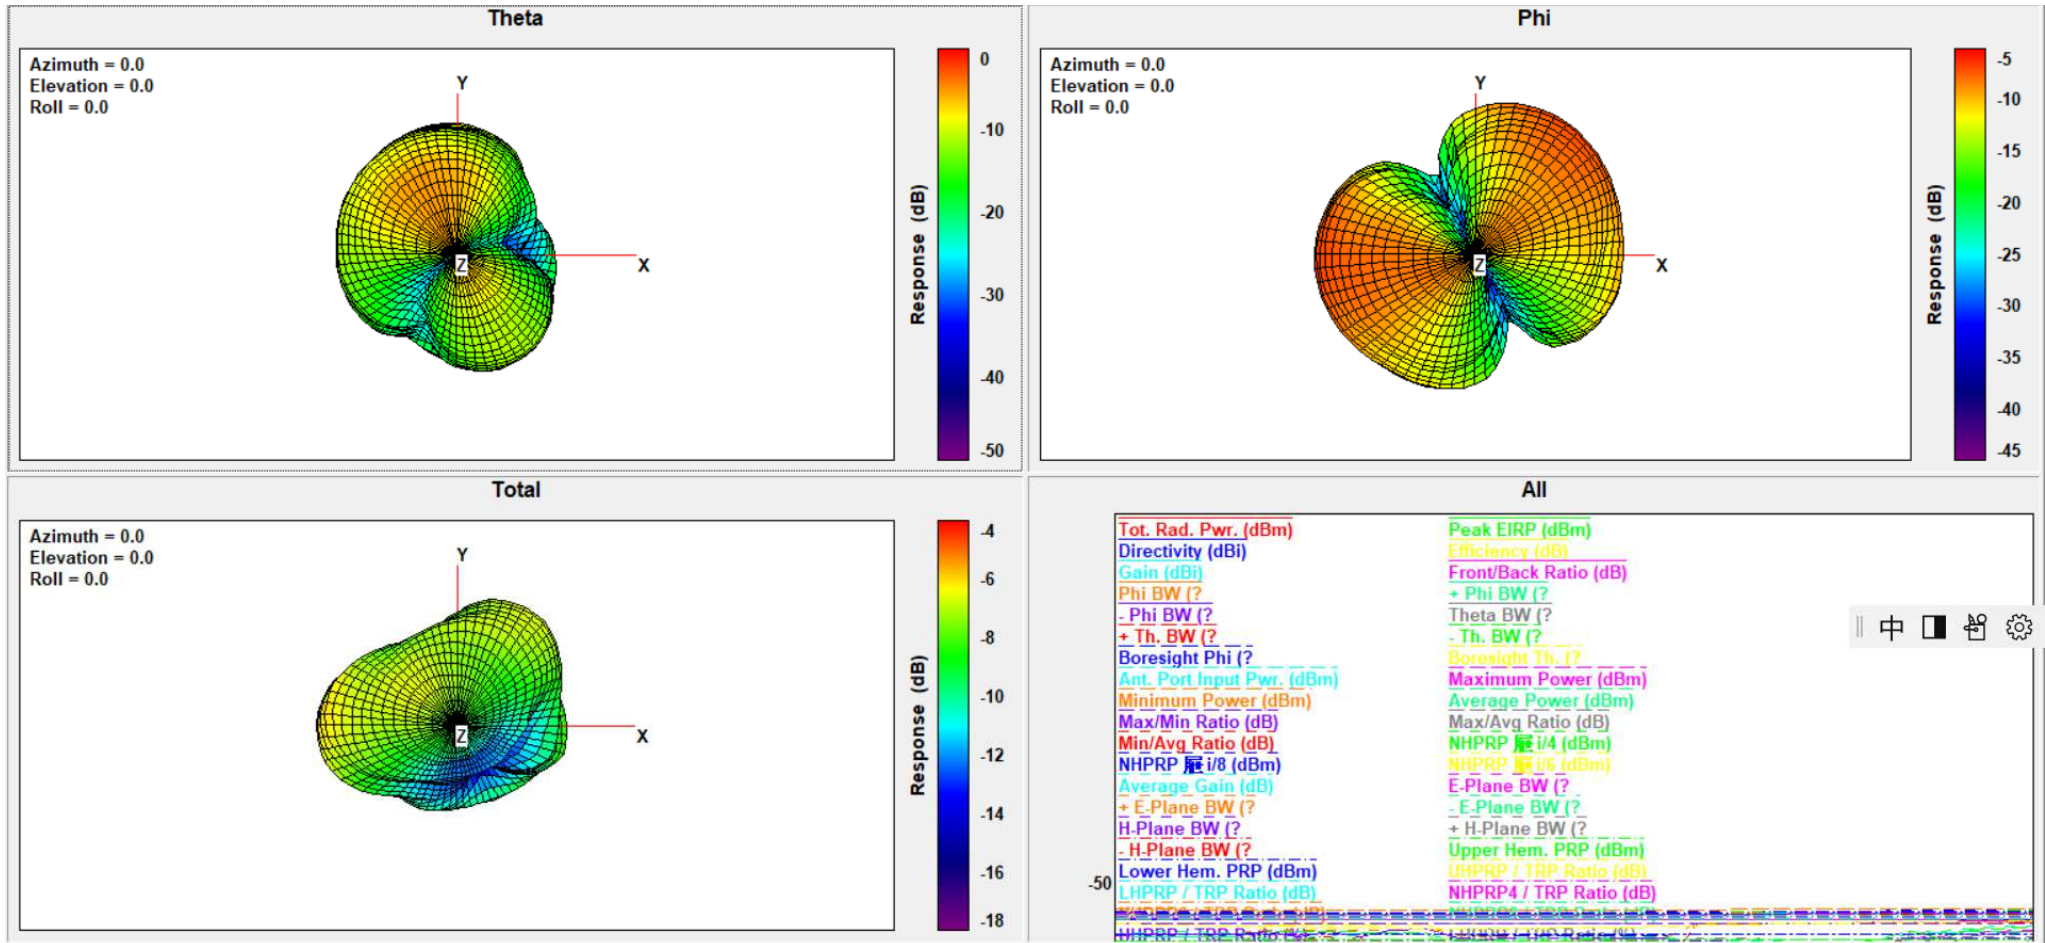 Theta
Azimuth = 0.0
Elevation = 0.0
Roll = 0.0
Y
X
Z
0
-10
-20
-30
-40
-50
Response (dB)
Phi
Azimuth = 0.0
Elevation = 0.0
Roll = 0.0
Y
X
Z
-5
-10
-15
-20
-25
-30
-35
-40
-45
Response (dB)
Total
Azimuth = 0.0
Elevation = 0.0
Roll = 0.0
Y
X
Z
-4
-6
-8
-10
-12
-14
-16
-18
Response (dB)
All
Tot. Rad. Pwr. (dBm) Peak EIRP (dBm)
Directivity (dBi) Efficiency (dB)
Gain (dBi) Front/Back Ratio (dB)
Phi BW (? + Phi BW (?
- Phi BW (? Theta BW (?
+ Th. BW (? - Th. BW (?
Boresight Phi (? Boresight Th. (?
Ant. Port Input Pwr. (dBm) Maximum Power (dBm)
Minimum Power (dBm) Average Power (dBm)
Max/Min Ratio (dB) Max/Avg Ratio (dB)
Min/Avg Ratio (dB) NHPRP i/4 (dBm)
NHPRP i/8 (dBm) NHPRP i/6 (dBm)
Average Gain (dB) E-Plane BW (?
+ E-Plane BW (? - E-Plane BW (?
H-Plane BW (? + H-Plane BW (?
- H-Plane BW (? Upper Hem. PRP (dBm)
Lower Hem. PRP (dBm) UHPRP / TRP Ratio (dB)
-50
LHPRP / TRP Ratio (dB) NHPRP4 / TRP Ratio (dB)
中